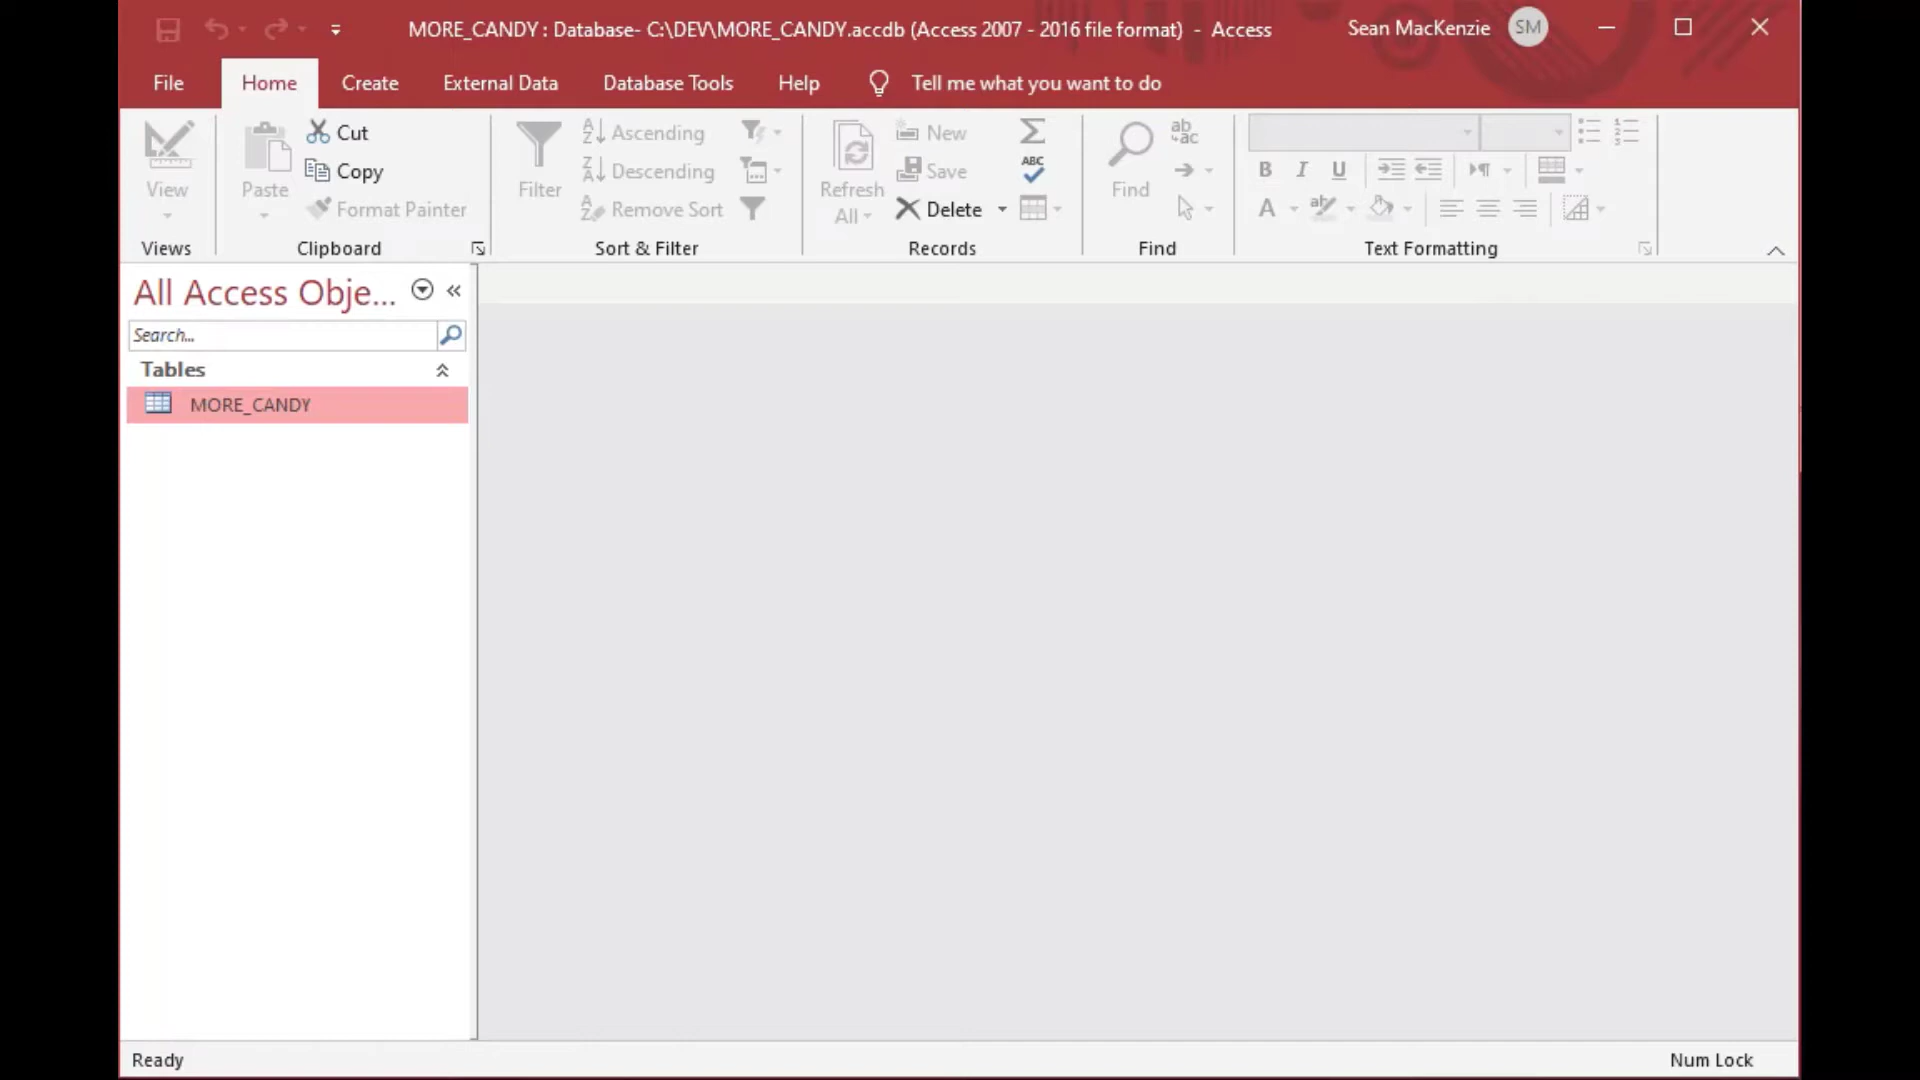 MORE_CANDY : Database- C:\DEV\MORE_CANDY.accdb (Access 2007 - 2016 file format) - Access
Sean MacKenzie
SM
File
Home
Create
External Data
Database Tools
Help
Tell me what you want to do
View
Views
Paste
Cut
Copy
Format Painter
Clipboard
Filter
Ascending
Descending
Remove Sort
Sort & Filter
Refresh
All
New
Save
Delete
ABC
Records
Find
ab
ac
Find
B I U
A
Text Formatting
All Access Obje...
Search...
Tables
MORE_CANDY
Ready
Num Lock